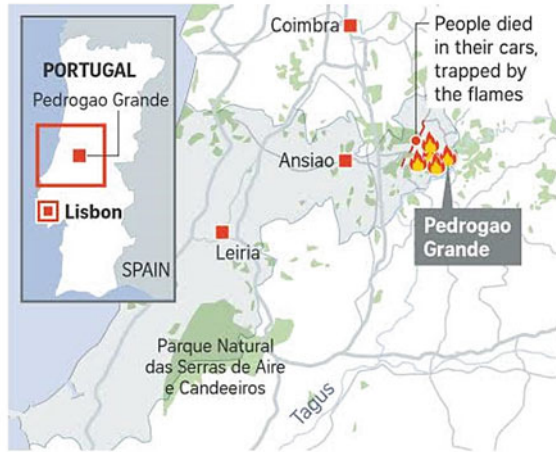 PORTUGAL
Pedrogao Grande
Lisbon
SPAIN
Coimbra
People died
in their cars,
trapped by
the flames
Ansiao
Pedrogao
Grande
Leiria
Parque Natural
das Serras de Aire
e Candeeiros
Tagus